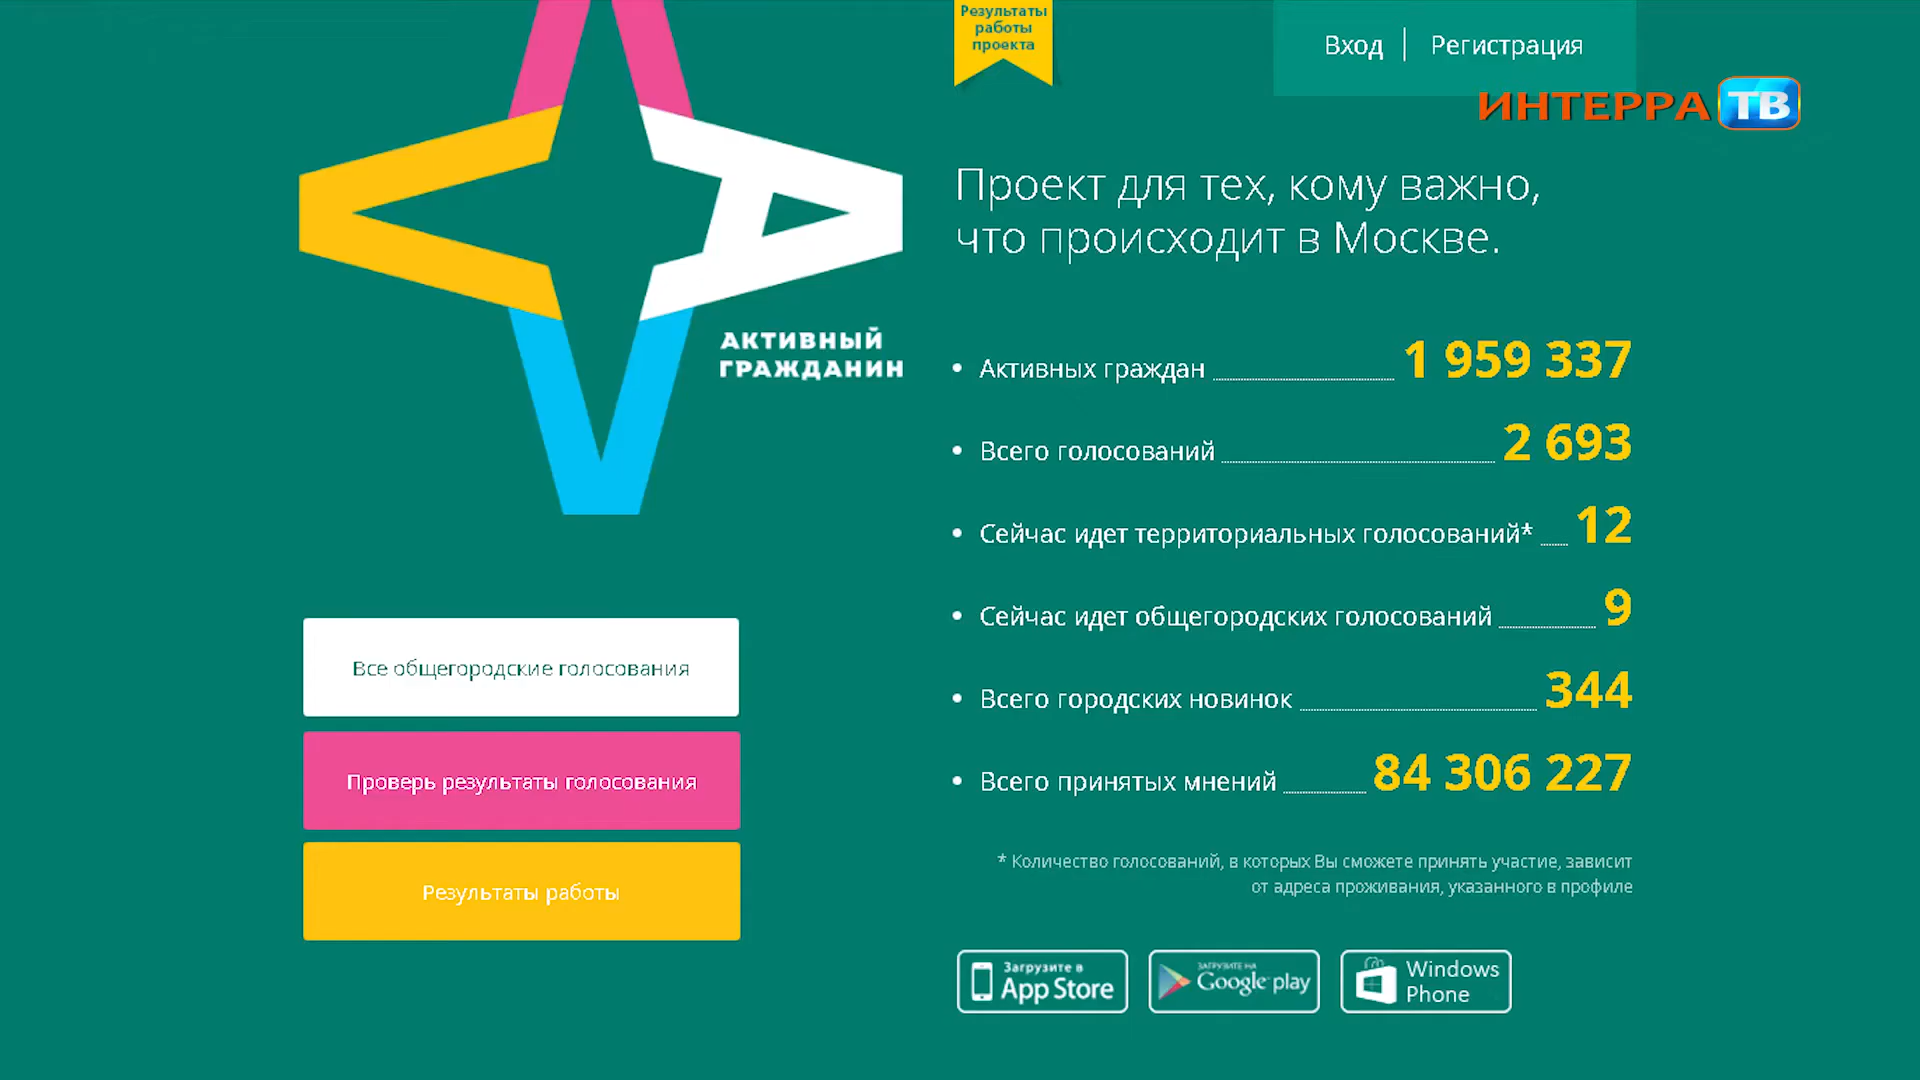 Результаты
работы
проекта
Вход
Регистрация
ИНТЕРРА ТВ
Проект для тех, кому важно,
что происходит в Москве.
АКТИВНЫЙ
ГРАЖДАНИН
Активных граждан 1 959 337
Всего голосований 2 693
Сейчас идет территориальных голосований* 12
Сейчас идет общегородских голосований 9
Всего городских новинок 344
Всего принятых мнений 84 306 227
* Количество голосований, в которых Вы сможете принять участие, зависит
от адреса проживания, указанного в профиле
Все общегородские голосования
Проверь результаты голосования
Результаты работы
Загрузите в
App Store
ЗАГРУЗИТЕ НА
Google play
Windows
Phone